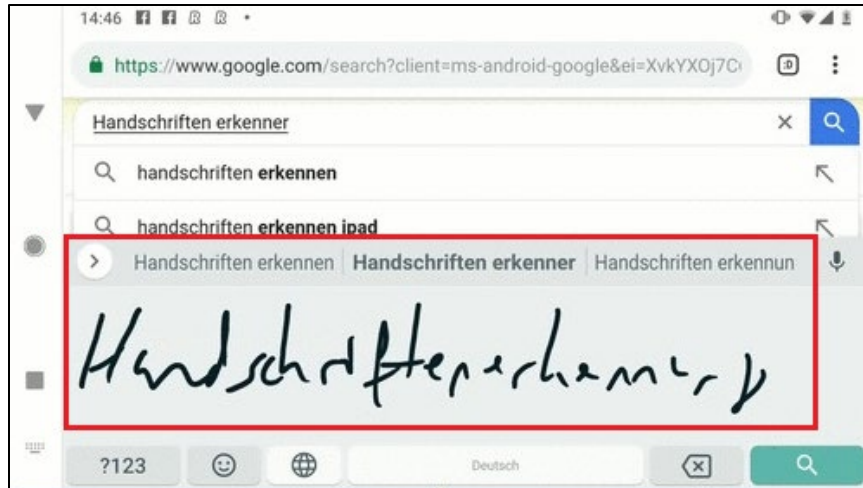 14:46
https://www.google.com/search?client=ms-android-google&ei=XvkYXOj7C
Handschriften erkenner
handschriften erkennen
handschriften erkennen ipad
Handschriften erkennen Handschriften erkenner Handschriften erkennun
Handschriftenerkennung
?123 Deutsch